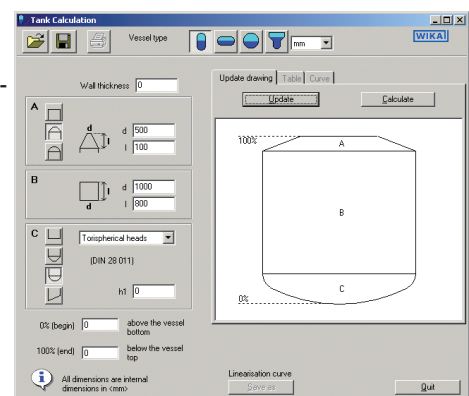 Tank Calculation
Vessel type
mm
WIKAI
Wall thickness 0
A
d
l
d 500
l 100
B
l
d
d 1000
l 800
C
Torispherical heads
(DIN 28 011)
h1 0
0% (begin) 0 above the vessel
bottom
100% (end) 0 below the vessel
top
i
All dimensions are internal
dimensions in <mm>
Update drawing Table Curve
Update Calculate
100%
A
B
C
0%
Linearisation curve
Save as
Quit